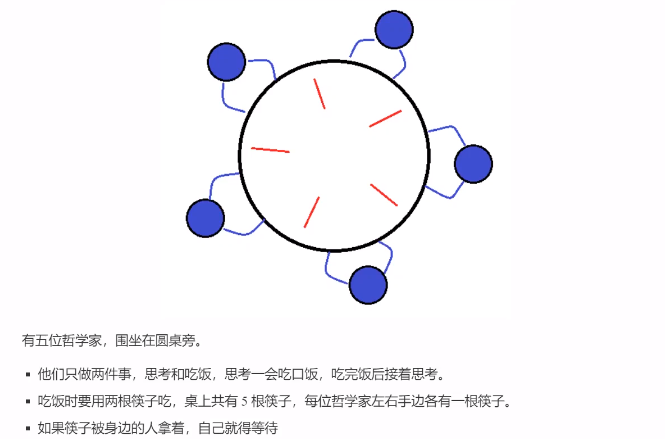 有五位哲学家，围坐在圆桌旁。
▪ 他们只做两件事，思考和吃饭，思考一会吃口饭，吃完饭后接着思考。
▪ 吃饭时要用两根筷子吃，桌上共有 5 根筷子，每位哲学家左右手边各有一根筷子。
▪ 如果筷子被身边的人拿着，自己就得等待